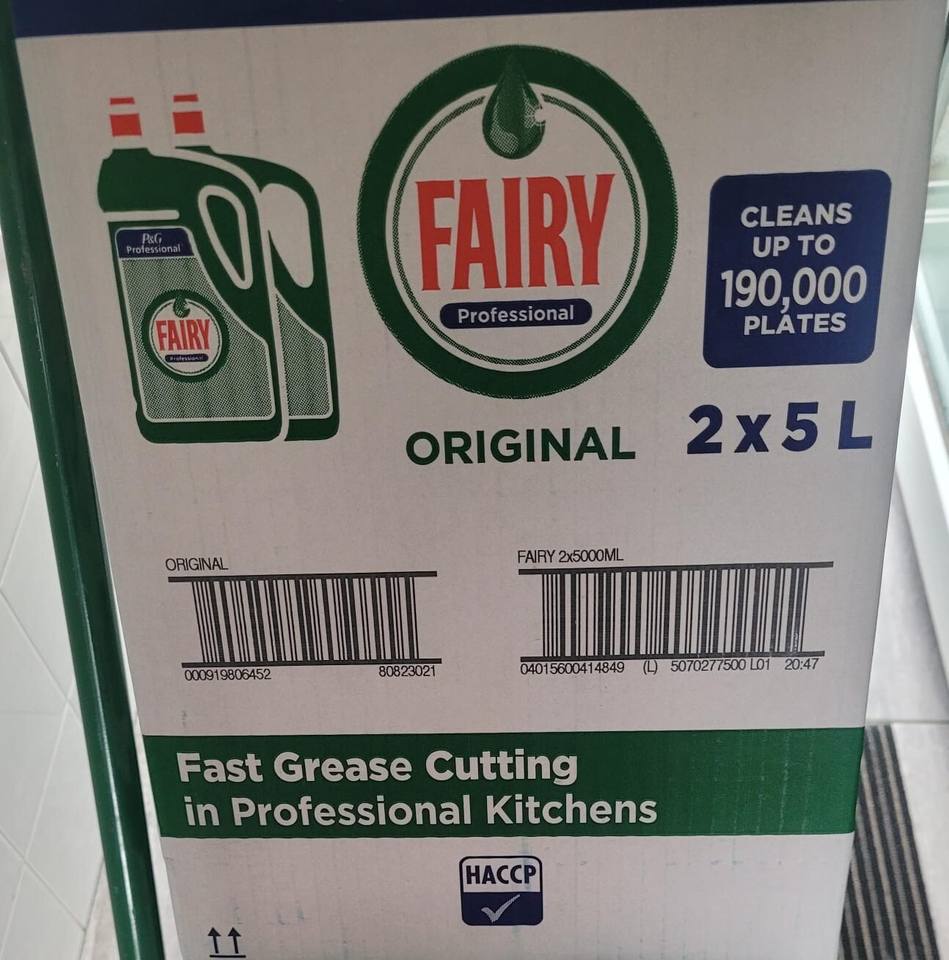 P&G
Professional
FAIRY
Professional
FAIRY
Professional
CLEANS
UP TO
190,000
PLATES
ORIGINAL
2 x 5 L
ORIGINAL
000919806452 80823021
FAIRY 2x5000ML
04015600414849 (L) 5070277500 L01 20:47
Fast Grease Cutting
in Professional Kitchens
HACCP